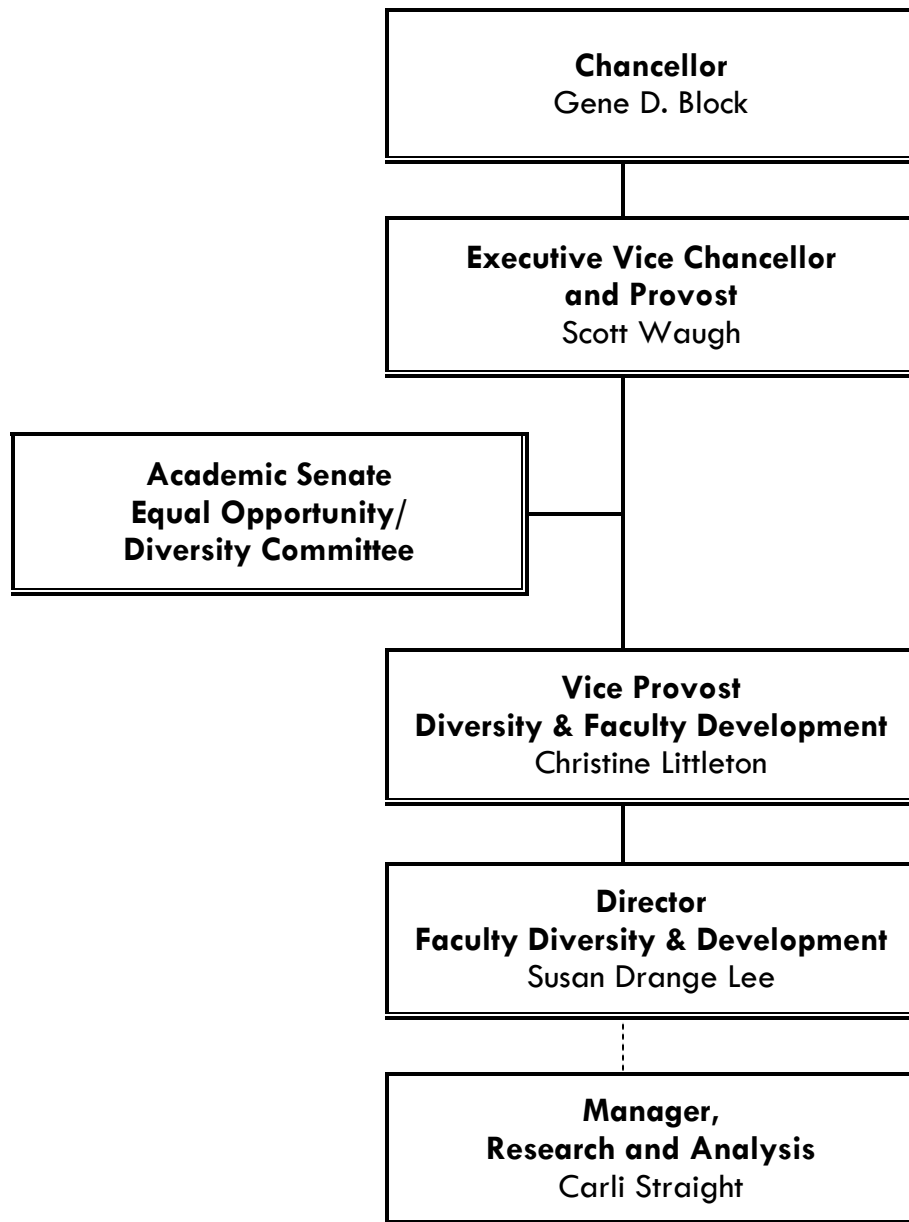 Chancellor
Gene D. Block
Executive Vice Chancellor
and Provost
Scott Waugh
Academic Senate
Equal Opportunity/
Diversity Committee
Vice Provost
Diversity & Faculty Development
Christine Littleton
Director
Faculty Diversity & Development
Susan Drange Lee
Manager,
Research and Analysis
Carli Straight